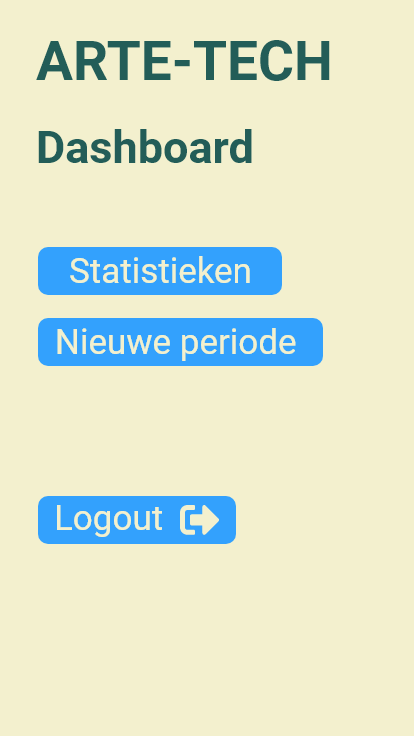 ARTE-TECH
Dashboard
Statistieken
Nieuwe periode
Logout